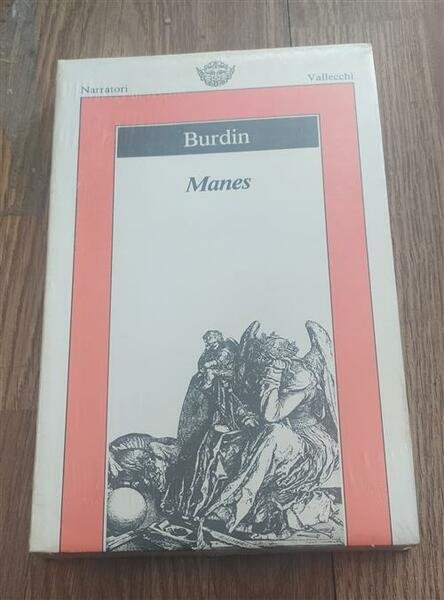 Narratori
Vallecchi
Burdin
Manes